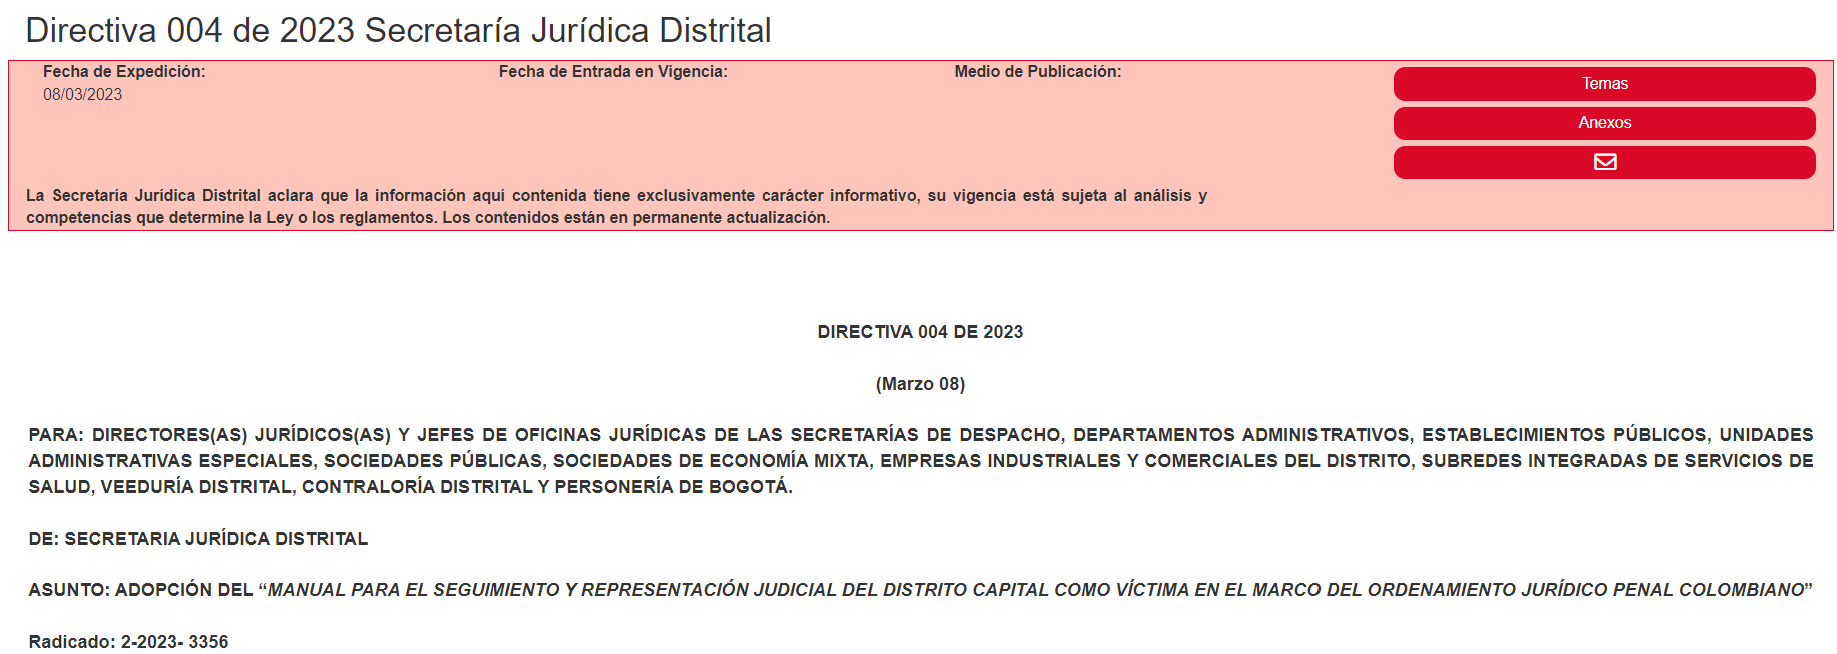 Directiva 004 de 2023 Secretaría Jurídica Distrital
Fecha de Expedición:
08/03/2023
Fecha de Entrada en Vigencia:
Medio de Publicación:
Temas
Anexos
La Secretaría Jurídica Distrital aclara que la información aquí contenida tiene exclusivamente carácter informativo, su vigencia está sujeta al análisis y
competencias que determine la Ley o los reglamentos. Los contenidos están en permanente actualización.
DIRECTIVA 004 DE 2023
(Marzo 08)
PARA: DIRECTORES(AS) JURÍDICOS(AS) Y JEFES DE OFICINAS JURÍDICAS DE LAS SECRETARÍAS DE DESPACHO, DEPARTAMENTOS ADMINISTRATIVOS, ESTABLECIMIENTOS PÚBLICOS, UNIDADES
ADMINISTRATIVAS ESPECIALES, SOCIEDADES PÚBLICAS, SOCIEDADES DE ECONOMÍA MIXTA, EMPRESAS INDUSTRIALES Y COMERCIALES DEL DISTRITO, SUBREDES INTEGRADAS DE SERVICIOS DE
SALUD, VEEDURÍA DISTRITAL, CONTRALORÍA DISTRITAL Y PERSONERÍA DE BOGOTÁ.
DE: SECRETARIA JURÍDICA DISTRITAL
ASUNTO: ADOPCIÓN DEL “MANUAL PARA EL SEGUIMIENTO Y REPRESENTACIÓN JUDICIAL DEL DISTRITO CAPITAL COMO VÍCTIMA EN EL MARCO DEL ORDENAMIENTO JURÍDICO PENAL COLOMBIANO”
Radicado: 2-2023- 3356